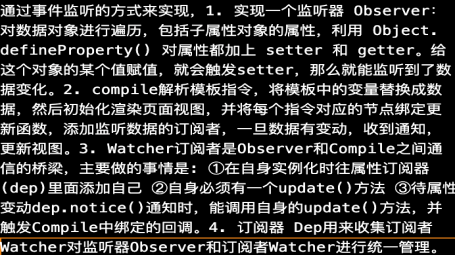 通过事件监听的方式来实现，1. 实现一个监听器 Observer：
对数据对象进行遍历，包括子属性对象的属性，利用 Object.
defineProperty() 对属性都加上 setter 和 getter。给
这个对象的某个值赋值，就会触发setter，那么就能监听到了数
据变化。2. compile解析模板指令，将模板中的变量替换成数
据，然后初始化渲染页面视图，并将每个指令对应的节点绑定更
新函数，添加监听数据的订阅者，一旦数据有变动，收到通知，
更新视图。3. Watcher订阅者是Observer和Compile之间通
信的桥梁，主要做的事情是： ①在自身实例化时往属性订阅器
(dep)里面添加自己 ②自身必须有一个update()方法 ③待属性
变动dep.notice()通知时，能调用自身的update()方法，并
触发Compile中绑定的回调。4. 订阅器 Dep用来收集订阅者
Watcher对监听器Observer和订阅者Watcher进行统一管理。